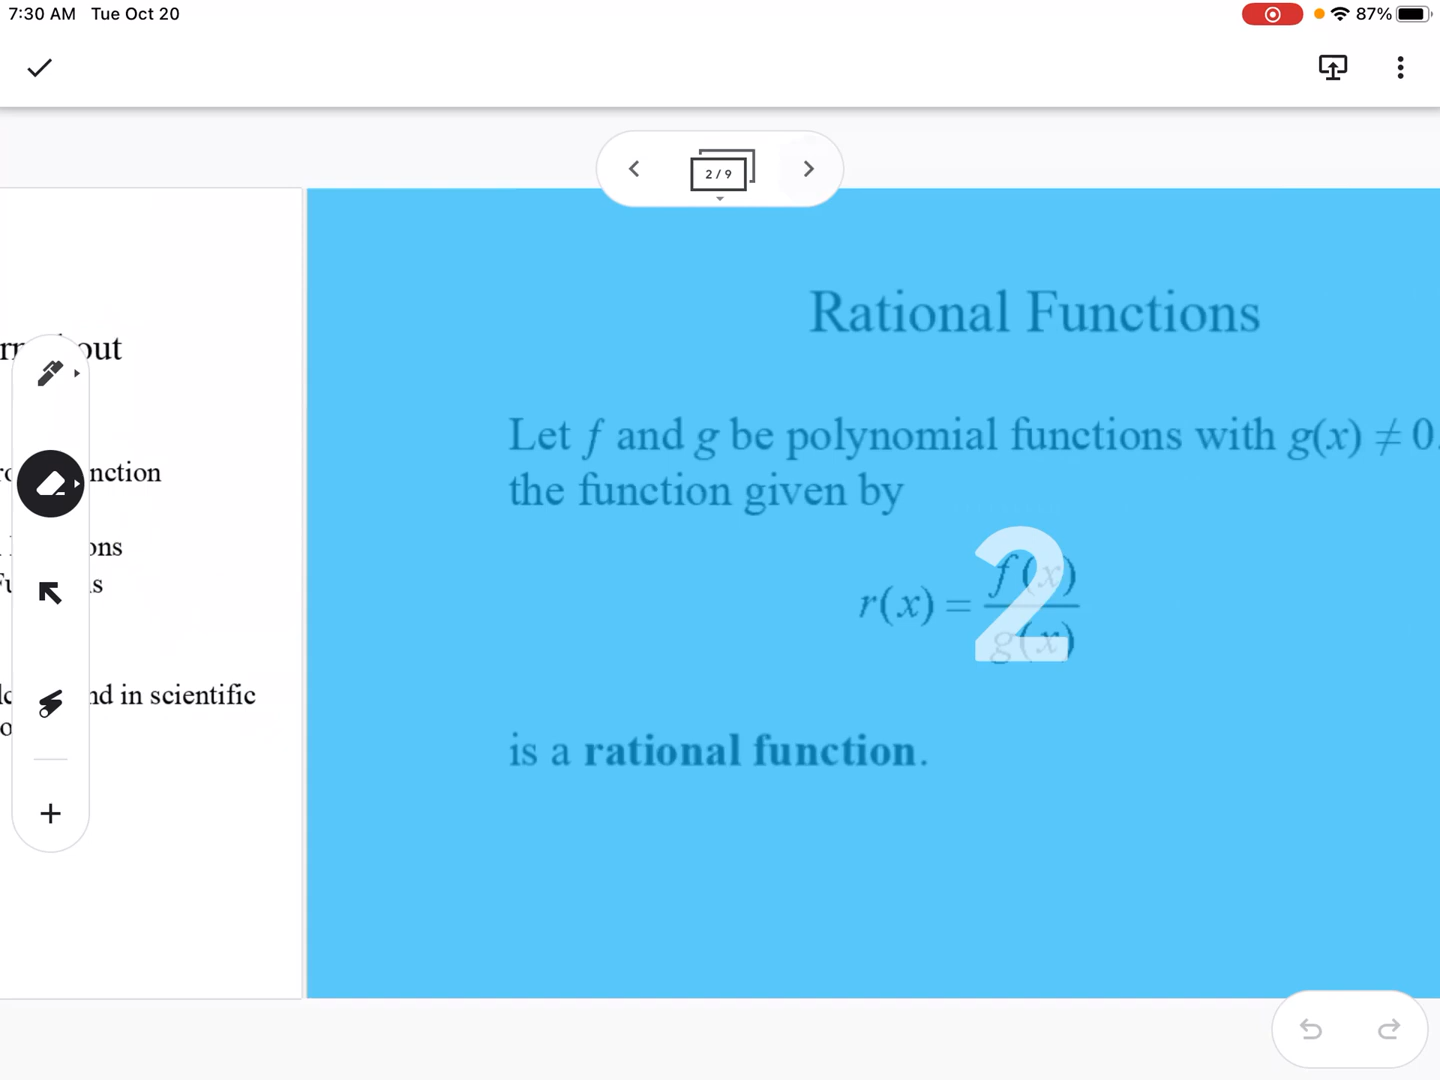 7:30 AM Tue Oct 20
87%
2 / 9
out
nction
ons
s
nd in scientific
Rational Functions
Let f and g be polynomial functions with g(x) ≠ 0.
the function given by
r(x) = f(x) / g(x)
2
is a rational function.